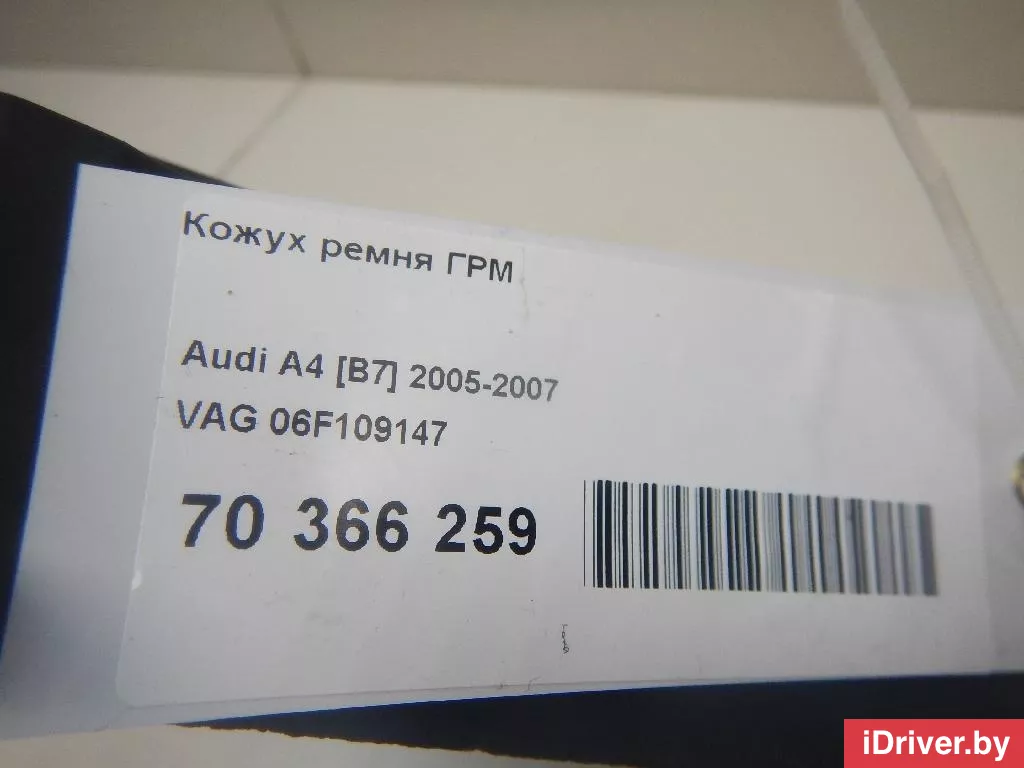 Кожух ремня ГРМ
Audi A4 [B7] 2005-2007
VAG 06F109147
70 366 259
iDriver.by